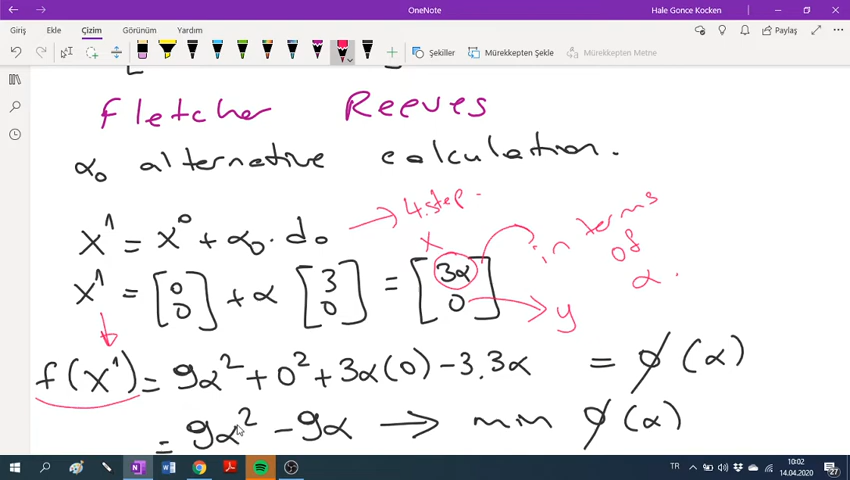 OneNote
Hale Gonce Kocken
Giriş Ekle Çizim Görünüm Yardım
Paylaş
Şekiller Mürekkepten Şekle Mürekkepten Metne
Fletcher Reeves
α₀ alternative calculation.
x¹ = x⁰ + α₀. d₀ → 4.step.
x¹ = [0 0] + α [3 0] = [3α 0]
x
in terms of α.
y
f(x¹) = 9α² + 0² + 3α(0) - 3.3α = φ(α)
= 9α² - 9α → min φ(α)
TR 10:02
14.04.2020
27